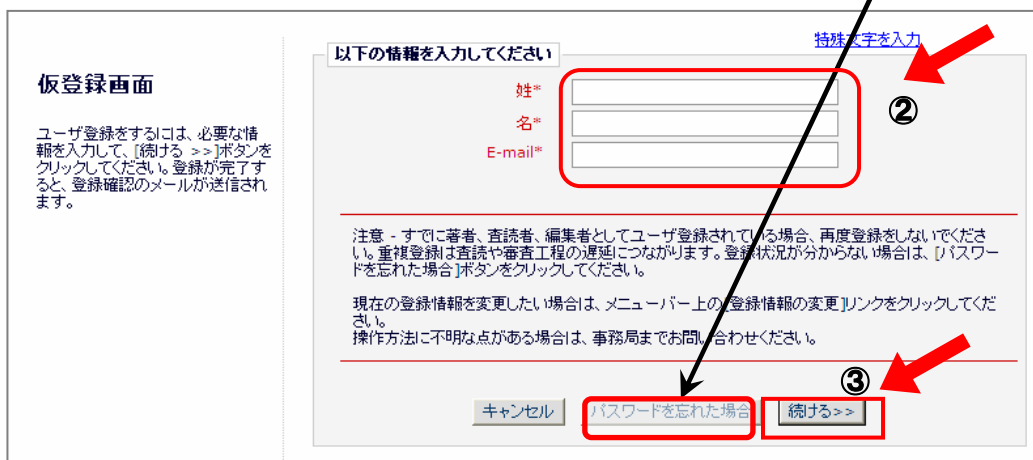 特殊文字を入力
以下の情報を入力してください
仮登録画面
ユーザ登録をするには、必要な情
報を入力して、[続ける >>]ボタンを
クリックしてください。登録が完了す
ると、登録確認のメールが送信され
ます。
姓*
名*
E-mail*
②
注意 - すでに著者、査読者、編集者としてユーザ登録されている場合、再度登録をしないでくださ
い。重複登録は査読や審査工程の遅延につながります。登録状況が分からない場合は、[パスワー
ドを忘れた場合]ボタンをクリックしてください。
現在の登録情報を変更したい場合は、メニューバー上の[登録情報の変更]リンクをクリックしてくだ
さい。
操作方法に不明な点がある場合は、事務局までお問い合わせください。
③
キャンセル
パスワードを忘れた場合
続ける>>